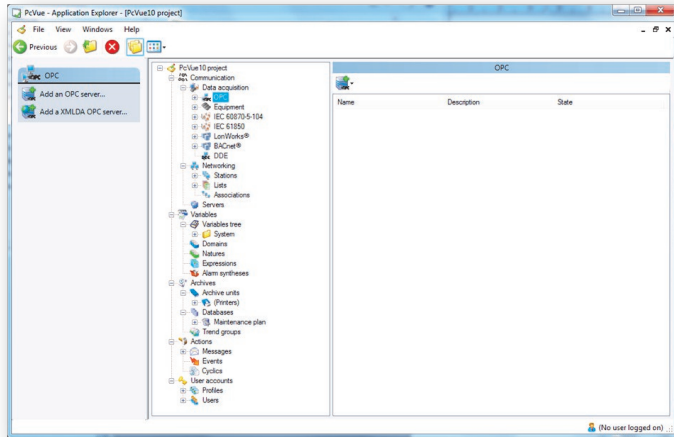 PcVue - Application Explorer - [PcVue10 project]
File View Windows Help
Previous
OPC
Add an OPC server...
Add a XMLDA OPC server...
PcVue10 project
Communication
Data acquistion
OPC
Equipment
IEC 60870-5-104
IEC 61850
LonWorks®
BACnet®
DDE
Networking
Stations
Lists
Associations
Servers
Variables
Variables tree
System
Domains
Natures
Expressions
Alarm syntheses
Archives
Archive units
(Printers)
Databases
Maintenance plan
Trend groups
Actions
Messages
Events
Cyclics
User accounts
Profiles
Users
OPC
Name Description State
(No user logged on)